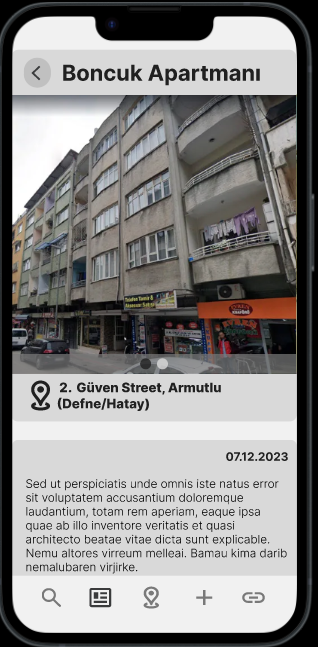 Boncuk Apartmanı
2. Güven Street, Armutlu
(Defne/Hatay)
07.12.2023
Sed ut perspiciatis unde omnis iste natus error
sit voluptatem accusantium doloremque
laudantium, totam rem aperiam, eaque ipsa
quae ab illo inventore veritatis et quasi
architecto beatae vitae dicta sunt explicable.
Nemu altores virreum melleai. Bamau kima darib
nemalubaren virjirke.